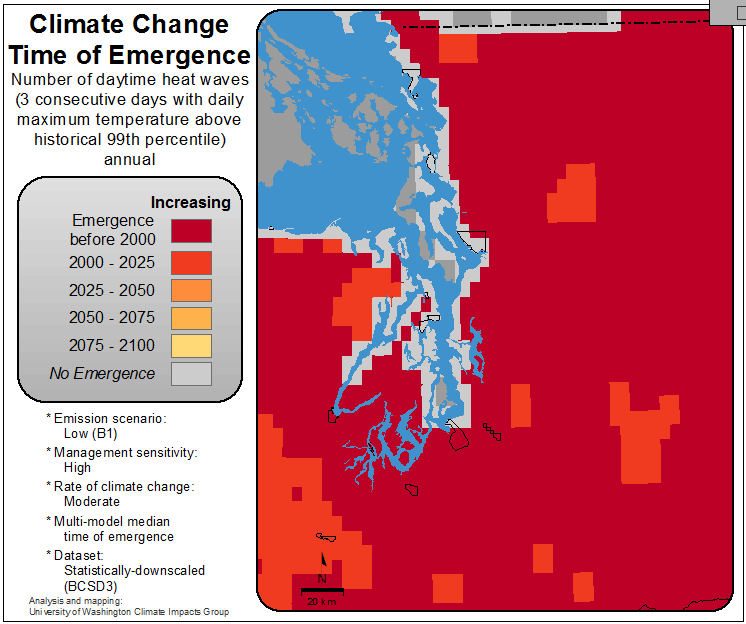 Climate Change
Time of Emergence
Number of daytime heat waves
(3 consecutive days with daily
maximum temperature above
historical 99th percentile)
annual
Increasing
Emergence
before 2000
2000 - 2025
2025 - 2050
2050 - 2075
2075 - 2100
No Emergence
* Emission scenario:
Low (B1)
* Management sensitivity:
High
* Rate of climate change:
Moderate
* Multi-model median
time of emergence
* Dataset:
Statistically-downscaled
(BCSD3)
Analysis and mapping:
University of Washington Climate Impacts Group
N
20 km